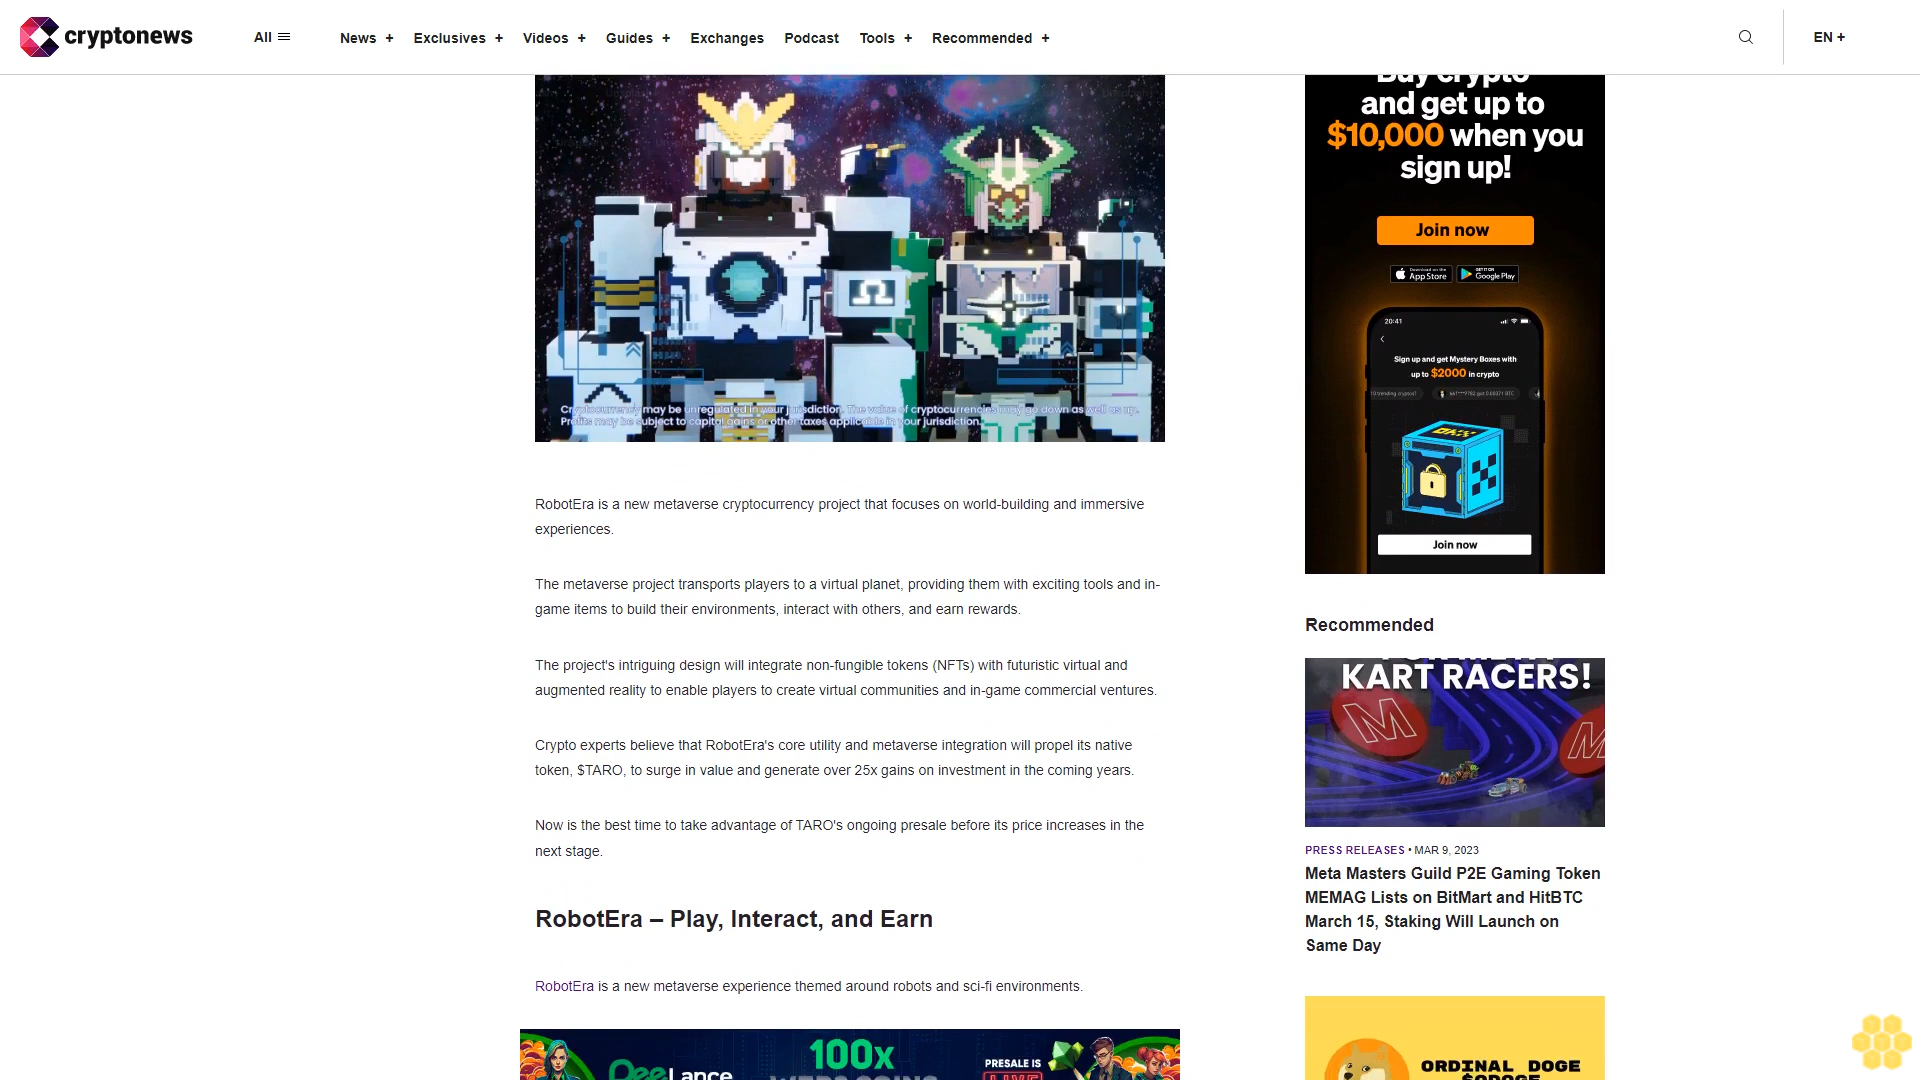 cryptonews
All
News +
Exclusives +
Videos +
Guides +
Exchanges
Podcast
Tools +
Recommended +
EN +
Cryptocurrency may be unregulated in your jurisdiction. The value of cryptocurrencies may go down as well as up.
Profits may be subject to capital gains or other taxes applicable in your jurisdiction.
RobotEra is a new metaverse cryptocurrency project that focuses on world-building and immersive
experiences.
The metaverse project transports players to a virtual planet, providing them with exciting tools and in-
game items to build their environments, interact with others, and earn rewards.
The project's intriguing design will integrate non-fungible tokens (NFTs) with futuristic virtual and
augmented reality to enable players to create virtual communities and in-game commercial ventures.
Crypto experts believe that RobotEra's core utility and metaverse integration will propel its native
token, $TARO, to surge in value and generate over 25x gains on investment in the coming years.
Now is the best time to take advantage of TARO's ongoing presale before its price increases in the
next stage.
RobotEra – Play, Interact, and Earn
RobotEra is a new metaverse experience themed around robots and sci-fi environments.
DeeLance
100x
WEB3 COINS
PRESALE IS
LIVE
Buy crypto
and get up to
$10,000 when you
sign up!
Join now
Download on the
App Store
GET IT ON
Google Play
20:41
Sign up and get Mystery Boxes with
up to $2000 in crypto
Join now
Recommended
KART RACERS!
PRESS RELEASES • MAR 9, 2023
Meta Masters Guild P2E Gaming Token
MEMAG Lists on BitMart and HitBTC
March 15, Staking Will Launch on
Same Day
ORDINAL DOGE
$ODOGE